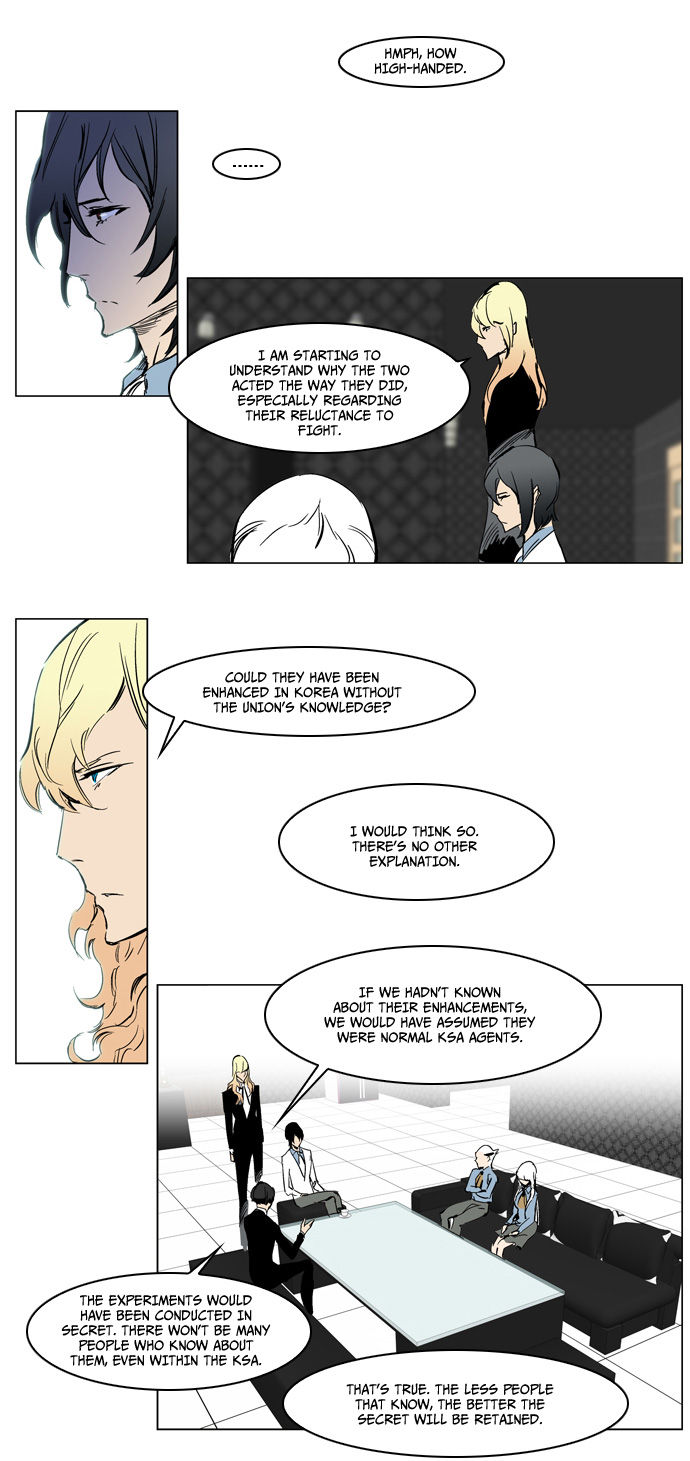 HMPH, HOW
HIGH-HANDED.
......
I AM STARTING TO
UNDERSTAND WHY THE TWO
ACTED THE WAY THEY DID,
ESPECIALLY REGARDING
THEIR RELUCTANCE TO
FIGHT.
COULD THEY HAVE BEEN
ENHANCED IN KOREA WITHOUT
THE UNION'S KNOWLEDGE?
I WOULD THINK SO.
THERE'S NO OTHER
EXPLANATION.
IF WE HADN'T KNOWN
ABOUT THEIR ENHANCEMENTS,
WE WOULD HAVE ASSUMED THEY
WERE NORMAL KSA AGENTS.
THE EXPERIMENTS WOULD
HAVE BEEN CONDUCTED IN
SECRET. THERE WON'T BE MANY
PEOPLE WHO KNOW ABOUT
THEM, EVEN WITHIN THE KSA.
THAT'S TRUE. THE LESS PEOPLE
THAT KNOW, THE BETTER THE
SECRET WILL BE RETAINED.